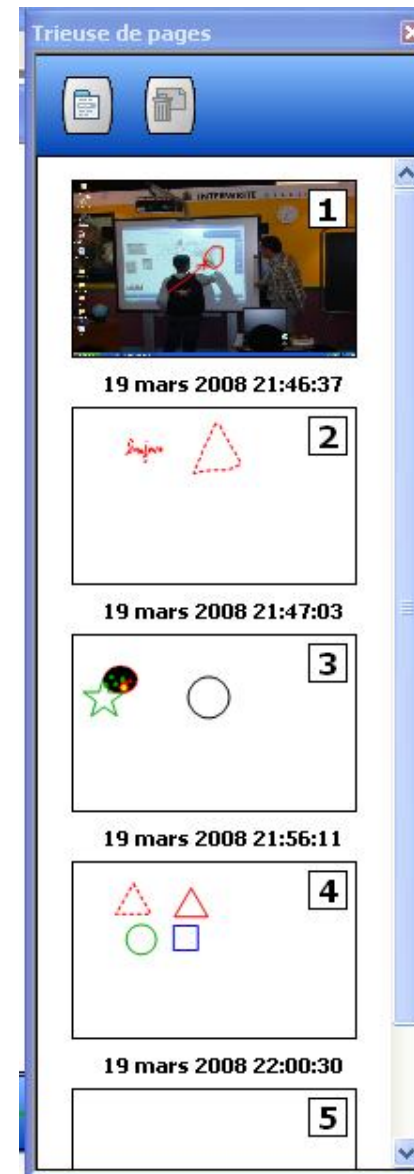 Trieuse de pages
INTERWRITE
1
19 mars 2008 21:46:37
bonjour
2
19 mars 2008 21:47:03
3
19 mars 2008 21:56:11
4
19 mars 2008 22:00:30
5